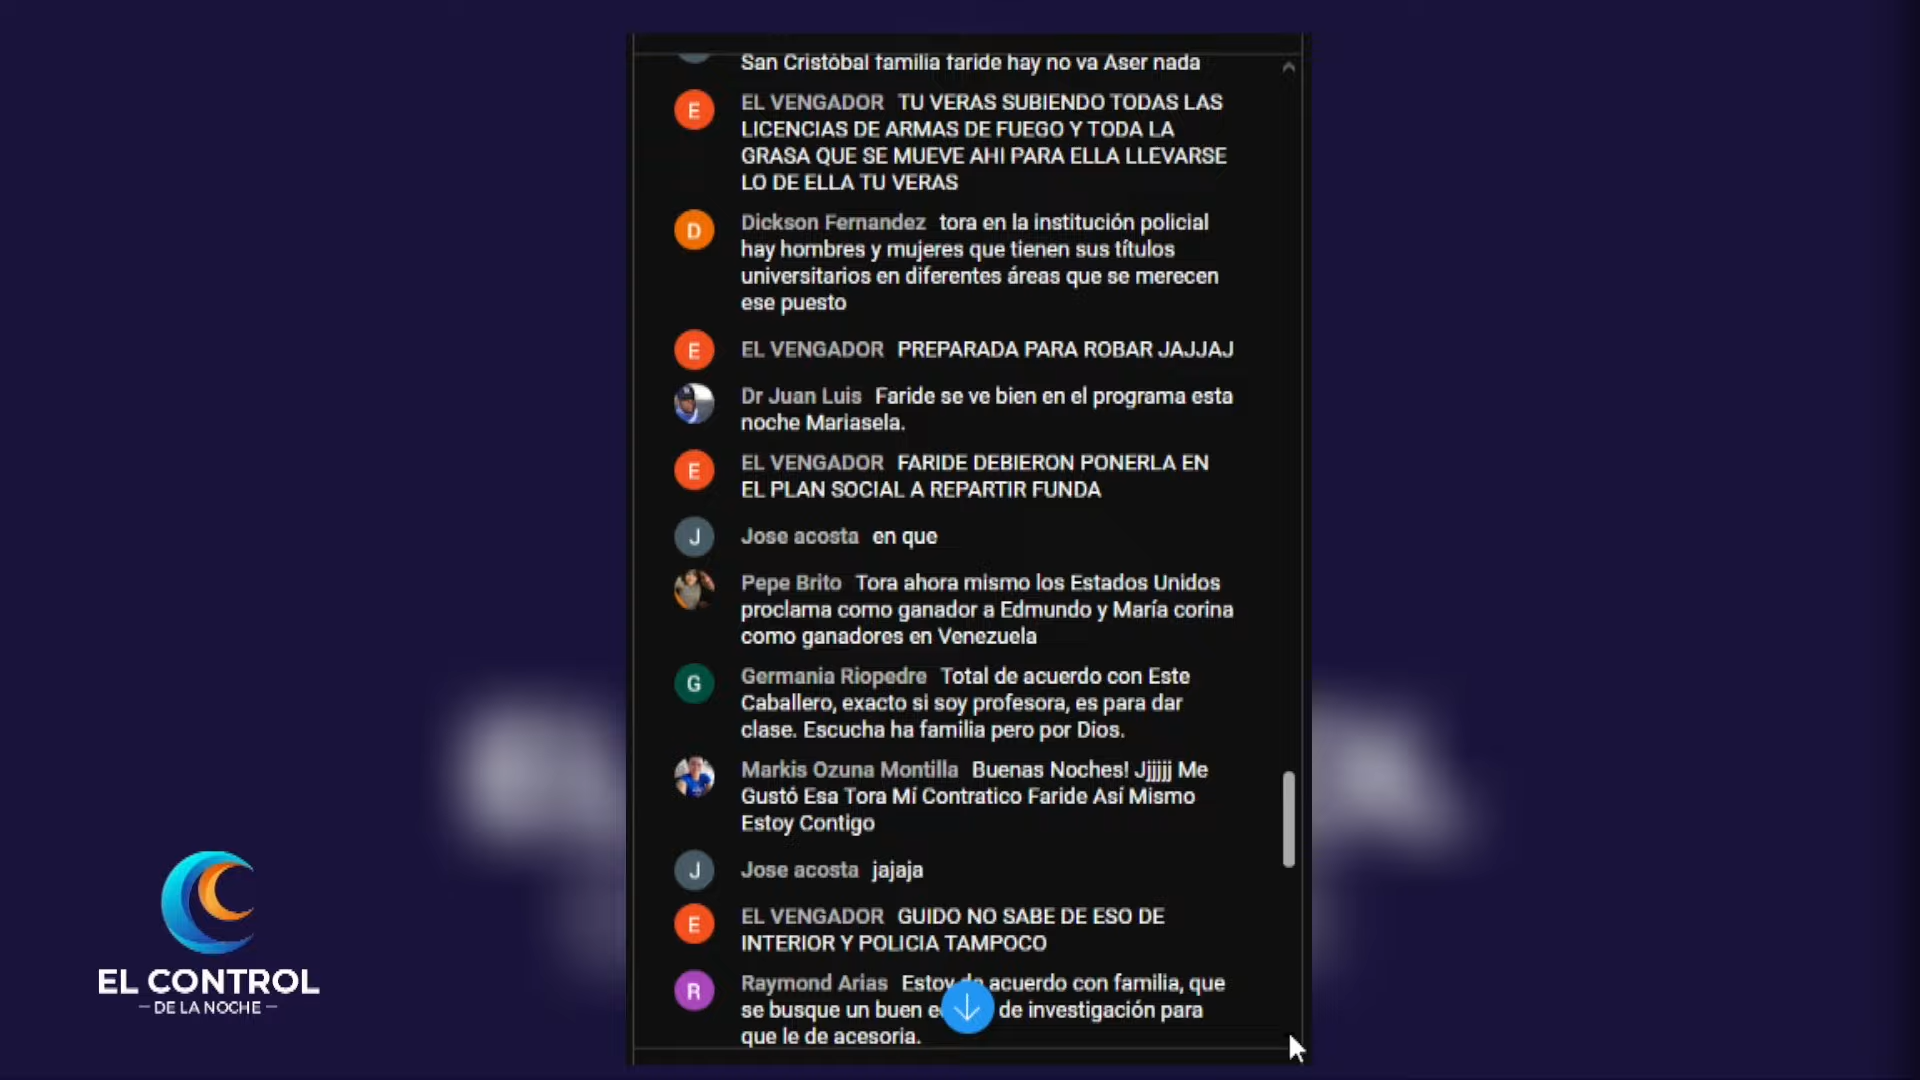 San Cristóbal familia faride hay no va Aser nada
E EL VENGADOR TU VERAS SUBIENDO TODAS LAS
LICENCIAS DE ARMAS DE FUEGO Y TODA LA
GRASA QUE SE MUEVE AHI PARA ELLA LLEVARSE
LO DE ELLA TU VERAS
D Dickson Fernandez tora en la institución policial
hay hombres y mujeres que tienen sus títulos
universitarios en diferentes áreas que se merecen
ese puesto
E EL VENGADOR PREPARADA PARA ROBAR JAJJAJ
Dr Juan Luis Faride se ve bien en el programa esta
noche Mariasela.
E EL VENGADOR FARIDE DEBIERON PONERLA EN
EL PLAN SOCIAL A REPARTIR FUNDA
J Jose acosta en que
Pepe Brito Tora ahora mismo los Estados Unidos
proclama como ganador a Edmundo y María corina
como ganadores en Venezuela
G Germania Riopedre Total de acuerdo con Este
Caballero, exacto si soy profesora, es para dar
clase. Escucha ha familia pero por Dios.
Markis Ozuna Montilla Buenas Noches! Jjjjjj Me
Gustó Esa Tora Mí Contratico Faride Así Mismo
Estoy Contigo
J Jose acosta jajaja
E EL VENGADOR GUIDO NO SABE DE ESO DE
INTERIOR Y POLICIA TAMPOCO
R Raymond Arias Estoy de acuerdo con familia, que
se busque un buen de investigación para
que le de acesoria.
EL CONTROL
DE LA NOCHE